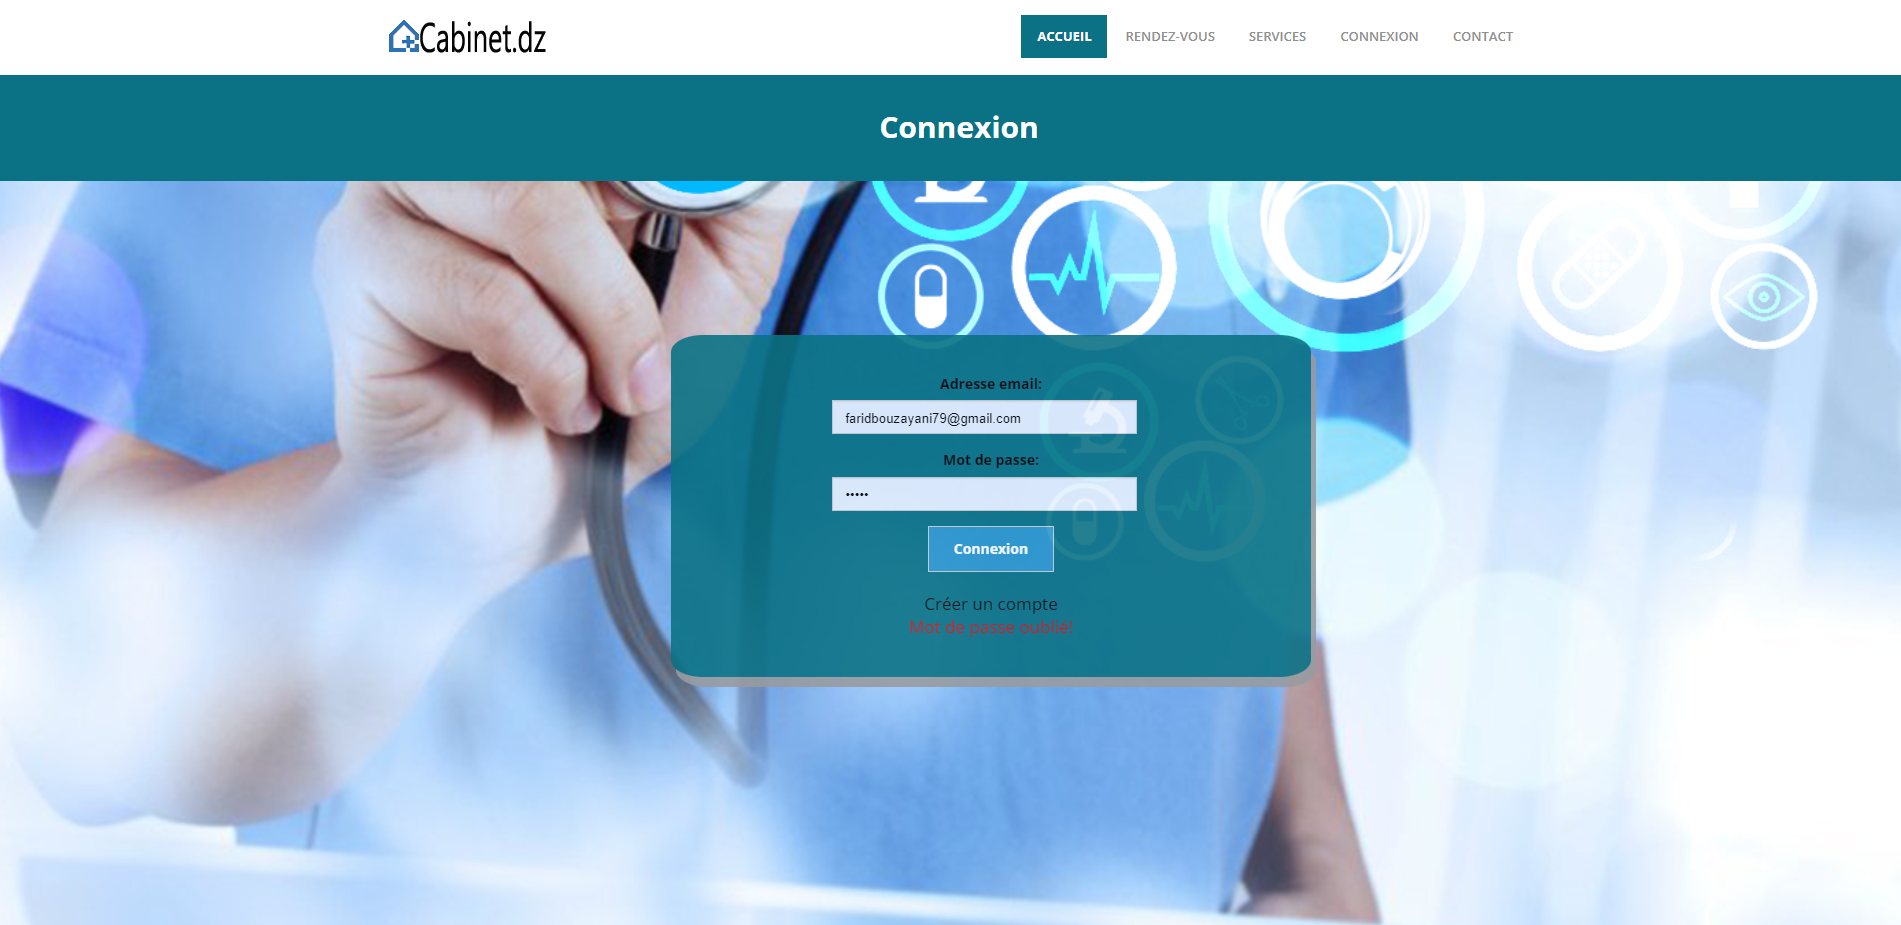 Cabinet.dz
ACCUEIL RENDEZ-VOUS SERVICES CONNEXION CONTACT
Connexion
Adresse email:
faridbouzayani79@gmail.com
Mot de passe:
•••••
Connexion
Créer un compte
Mot de passe oublié!